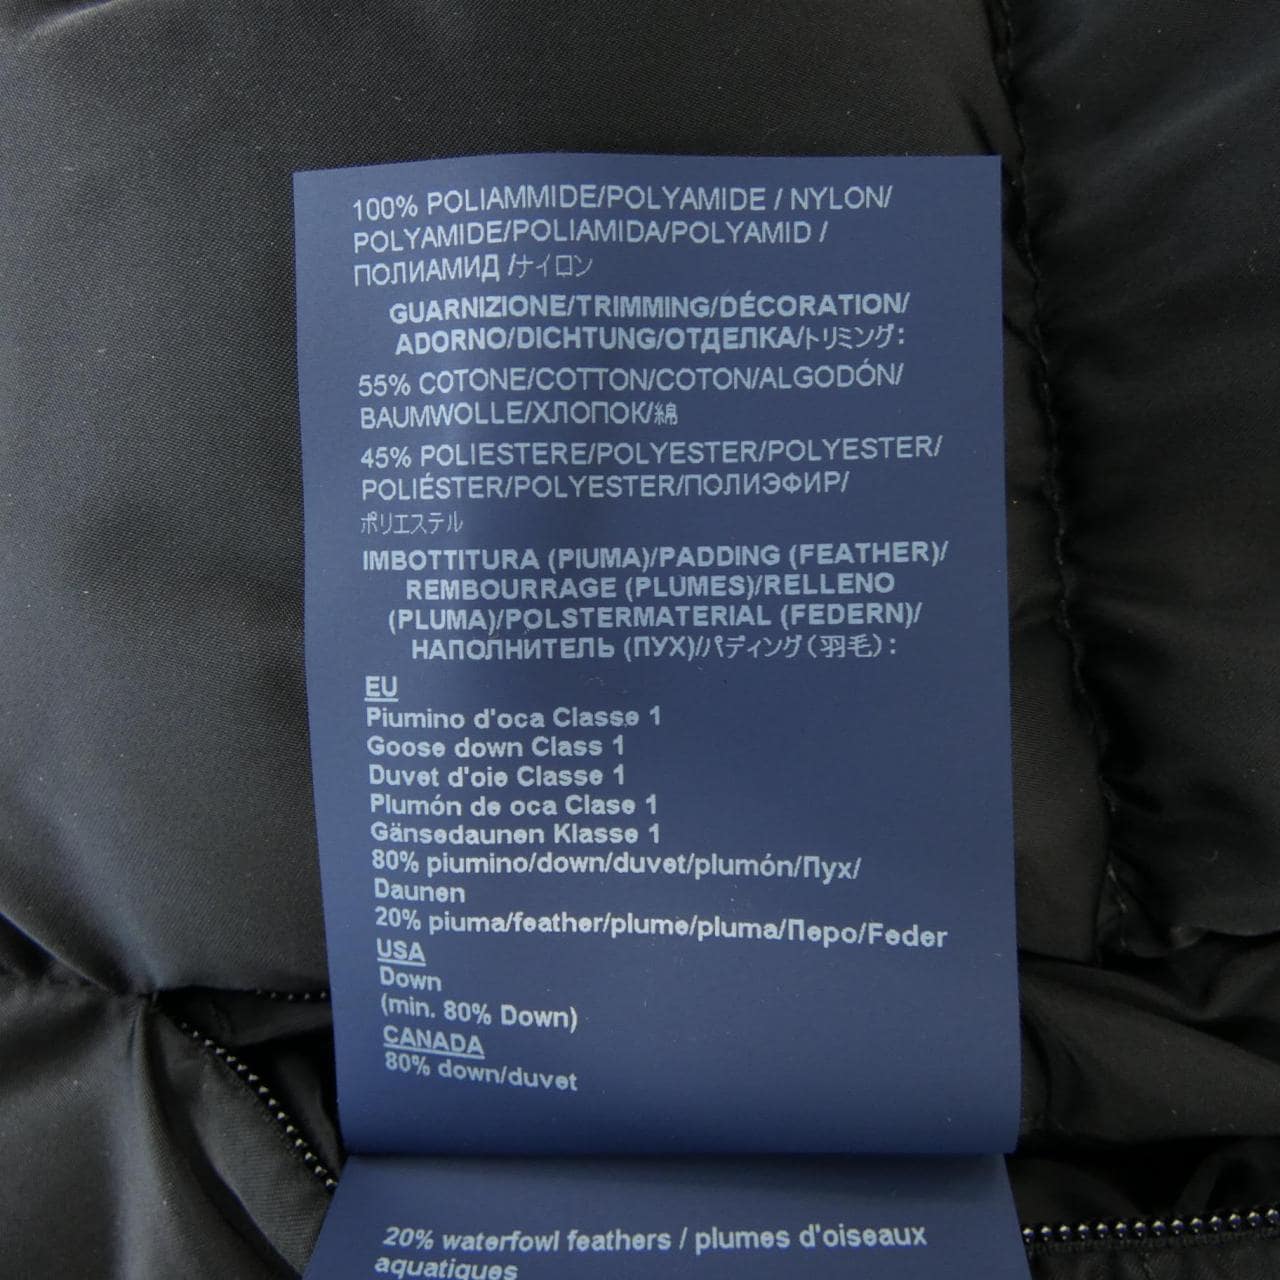 100% POLIAMMIDE/POLYAMIDE / NYLON/
POLYAMIDE/POLIAMIDA/POLYAMID /
ПОЛИАМИД /ナイロン
GUARNIZIONE/TRIMMING/DÉCORATION/
ADORNO/DICHTUNG/ОТДЕЛКА/トリミング:
55% COTONE/COTTON/COTON/ALGODÓN/
BAUMWOLLE/ХЛОПОК/綿
45% POLIESTERE/POLYESTER/POLYESTER/
POLIÉSTER/POLYESTER/ПОЛИЭФИР/
ポリエステル
IMBOTTITURA (PIUMA)/PADDING (FEATHER)/
REMBOURRAGE (PLUMES)/RELLENO
(PLUMA)/POLSTERMATERIAL (FEDERN)/
НАПОЛНИТЕЛЬ (ПУХ)/パディング(羽毛):
EU
Piumino d'oca Classe 1
Goose down Class 1
Duvet d'oie Classe 1
Plumón de oca Clase 1
Gänsedaunen Klasse 1
80% piumino/down/duvet/plumón/Пух/
Daunen
20% piuma/feather/plume/pluma/Перо/Feder
USA
Down
(min. 80% Down)
CANADA
80% down/duvet
20% waterfowl feathers / plumes d'oiseaux
aquatiques